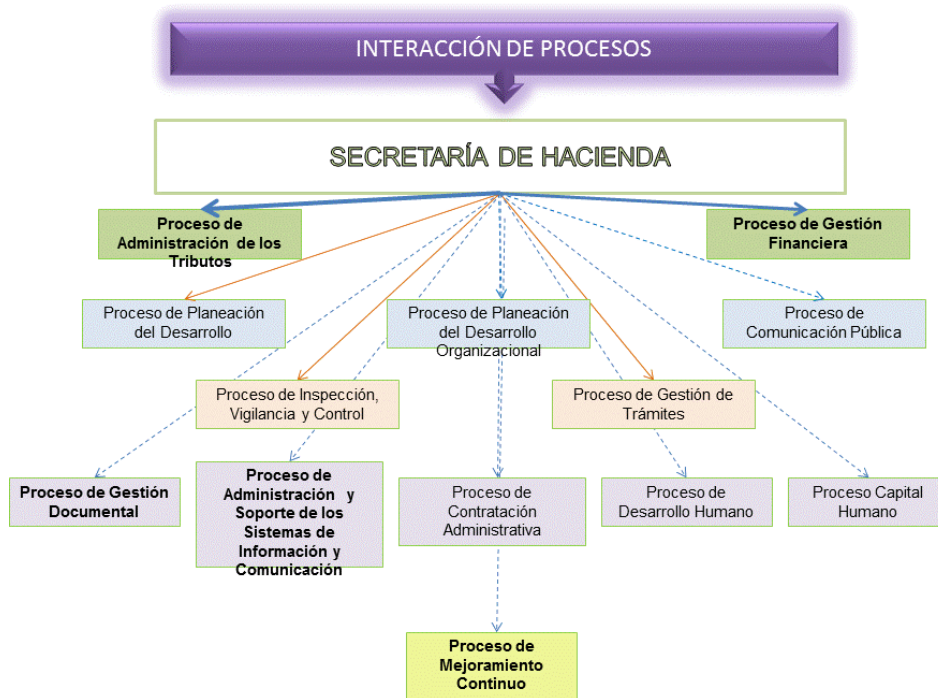 INTERACCIÓN DE PROCESOS
SECRETARÍA DE HACIENDA
Proceso de
Administración de los
Tributos
Proceso de Gestión
Financiera
Proceso de Planeación
del Desarrollo
Proceso de Planeación
del Desarrollo
Organizacional
Proceso de
Comunicación Pública
Proceso de Inspección,
Vigilancia y Control
Proceso de Gestión de
Trámites
Proceso de Gestión
Documental
Proceso de
Administración y
Soporte de los
Sistemas de
Información y
Comunicación
Proceso de
Contratación
Administrativa
Proceso de
Desarrollo Humano
Proceso Capital
Humano
Proceso de
Mejoramiento
Continuo